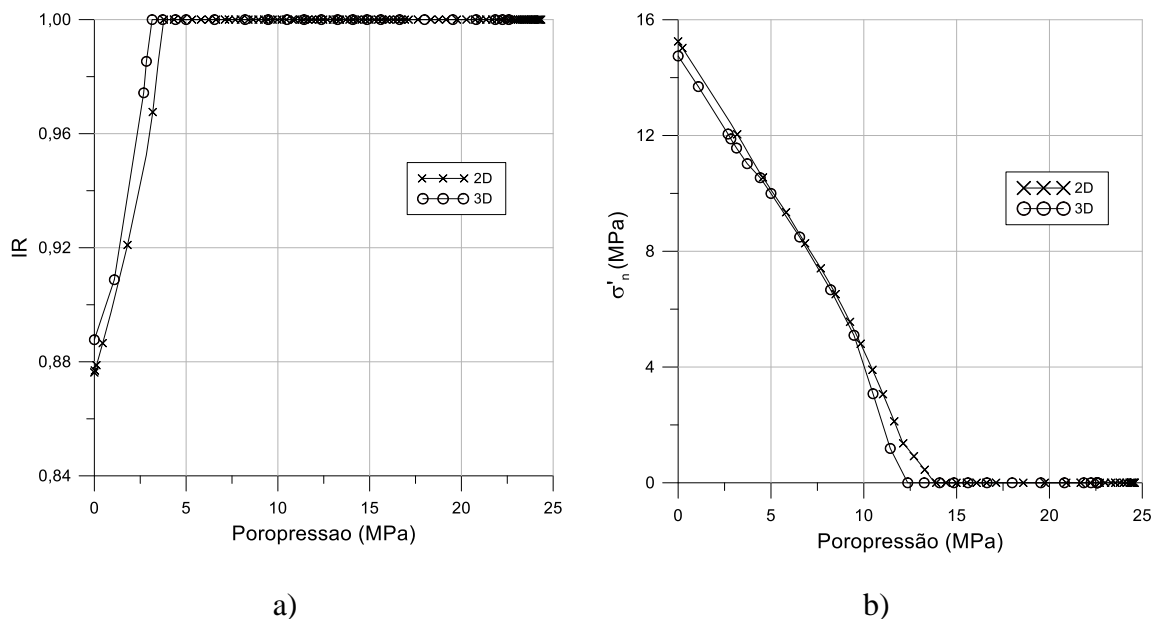 1,00
0,96
0,92
0,88
0,84
IR
2D
3D
0 5 10 15 20 25
Poropressao (MPa)
a)
16
12
8
4
0
σ'n (MPa)
2D
3D
0 5 10 15 20 25
Poropressão (MPa)
b)